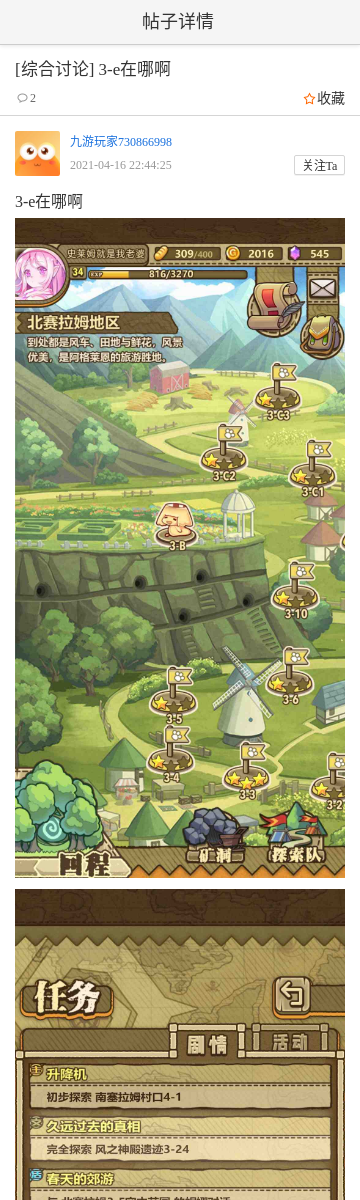 帖子详情
[综合讨论] 3-e在哪啊
2
收藏
九游玩家730866998
2021-04-16 22:44:25
关注Ta
3-e在哪啊
史莱姆就是我老婆
309/400
2016
545
34
EXP
816/3270
北赛拉姆地区
到处都是风车、田地与鲜花，风景
优美，是阿格莱恩的旅游胜地。
3-C3
3-C2
3-C1
3-B
3-10
3-6
3-5
3-4
3-3
3-2
回程
矿洞
探索队
任务
剧情
活动
主
升降机
初步探索 南塞拉姆村口4-1
久远过去的真相
完全探索 风之神殿遗迹3-24
居
春天的郊游